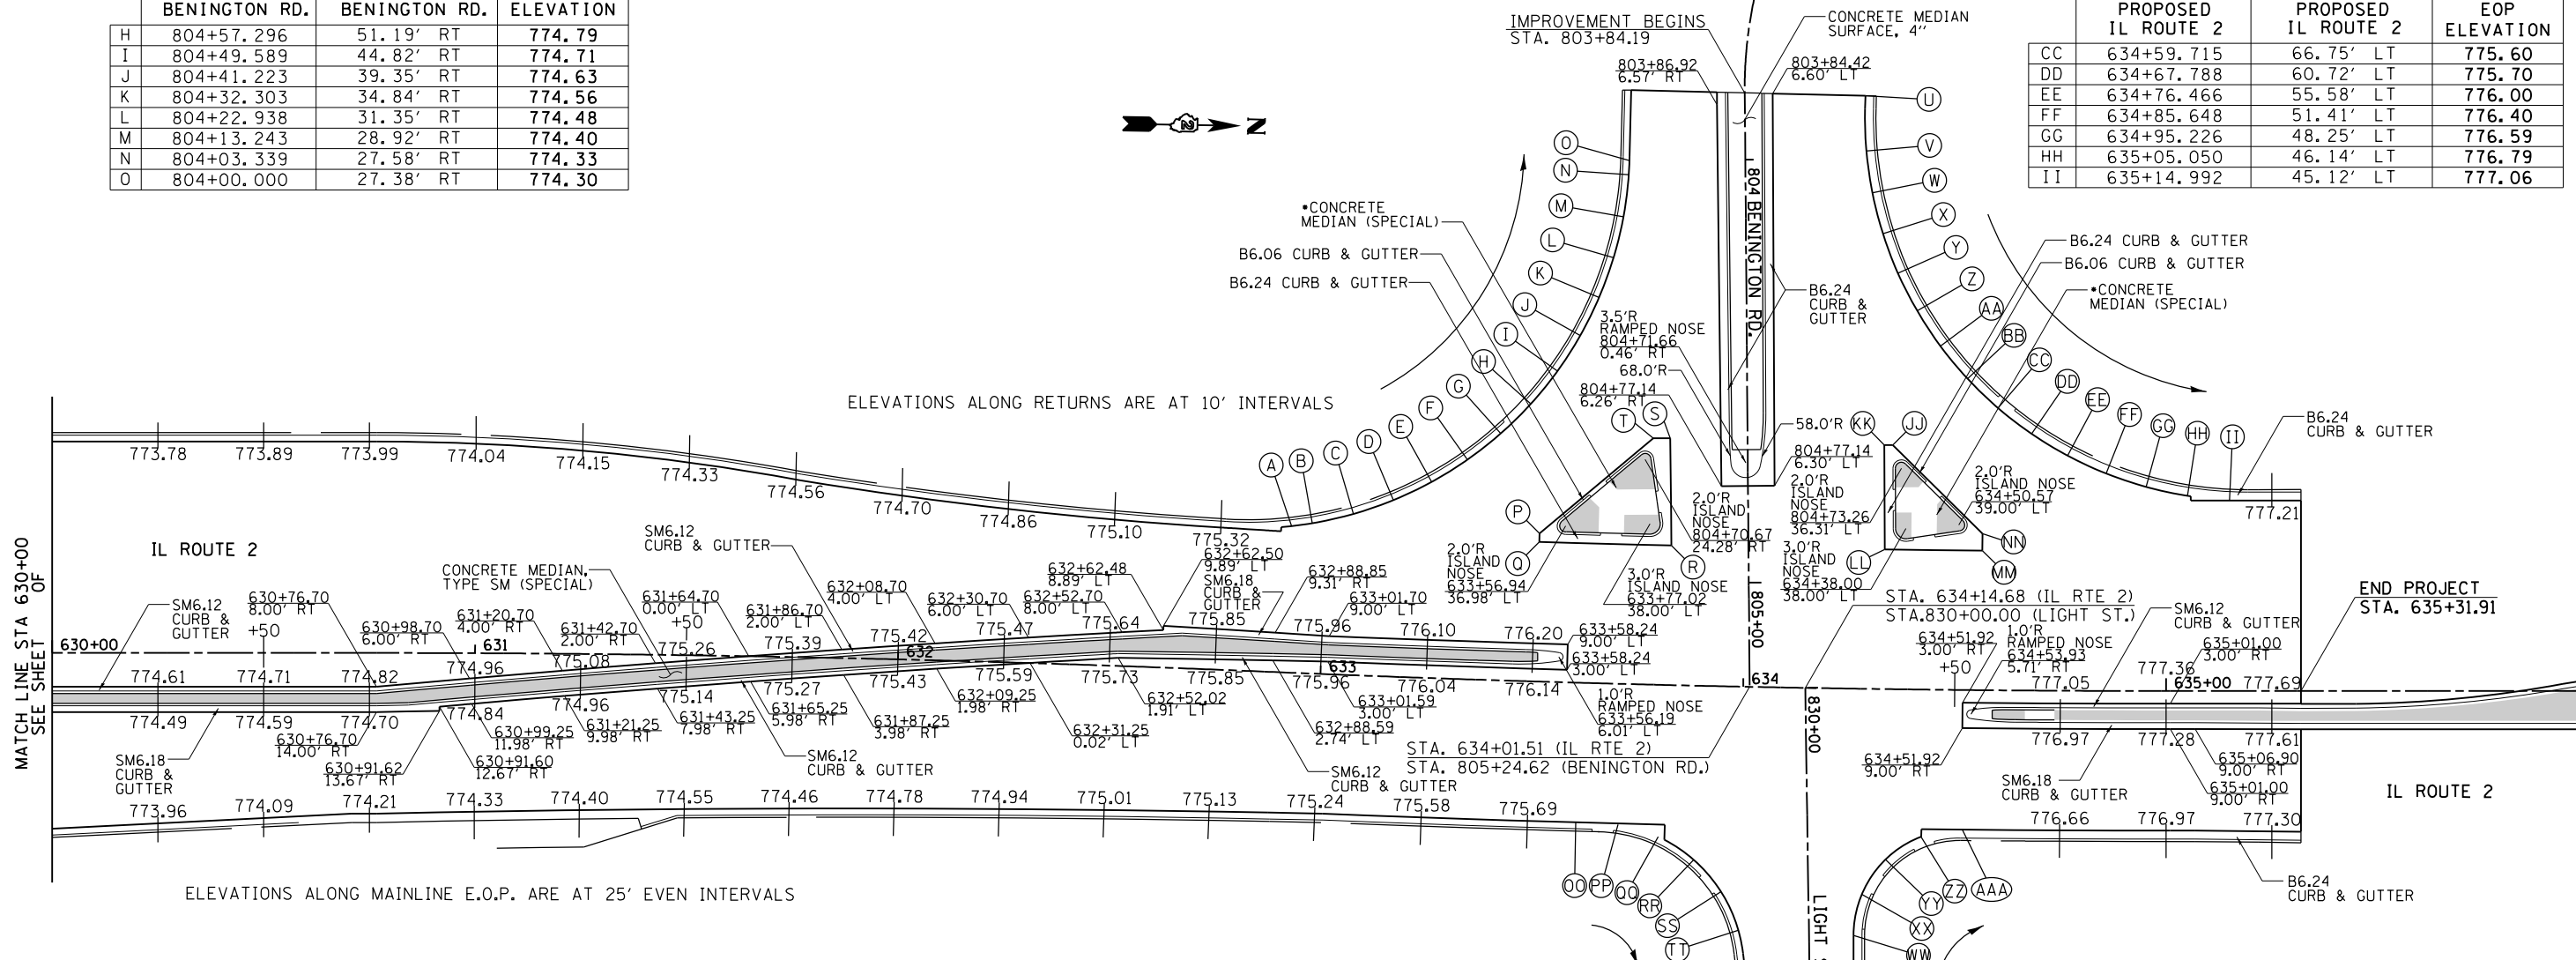 BENINGTON RD. BENINGTON RD. ELEVATION
H 804+57.296 51.19' RT 774.79
I 804+49.589 44.82' RT 774.71
J 804+41.223 39.35' RT 774.63
K 804+32.303 34.84' RT 774.56
L 804+22.938 31.35' RT 774.48
M 804+13.243 28.92' RT 774.40
N 804+03.339 27.58' RT 774.33
O 804+00.000 27.38' RT 774.30
PROPOSED PROPOSED EOP
IL ROUTE 2 IL ROUTE 2 ELEVATION
CC 634+59.715 66.75' LT 775.60
DD 634+67.788 60.72' LT 775.70
EE 634+76.466 55.58' LT 776.00
FF 634+85.648 51.41' LT 776.40
GG 634+95.226 48.25' LT 776.59
HH 635+05.050 46.14' LT 776.79
II 635+14.992 45.12' LT 777.06
IMPROVEMENT BEGINS
STA. 803+84.19
CONCRETE MEDIAN
SURFACE, 4"
803+86.92
6.57' RT
803+84.42
6.60' LT
N
U
V
W
X
Y
Z
AA
BB
CC
DD
EE
FF
GG
HH
II
O
N
M
L
K
J
I
H
G
F
E
D
C
B
A
*CONCRETE
MEDIAN (SPECIAL)
B6.06 CURB & GUTTER
B6.24 CURB & GUTTER
804 BENINGTON RD.
B6.24
CURB &
GUTTER
B6.24 CURB & GUTTER
B6.06 CURB & GUTTER
*CONCRETE
MEDIAN (SPECIAL)
3.5'R
RAMPED NOSE
804+71.66
0.46' RT
68.0'R
804+77.14
6.26' RT
58.0'R
804+77.14
6.30' LT
T
S
KK
JJ
P
Q
R
LL
MM
NN
ELEVATIONS ALONG RETURNS ARE AT 10' INTERVALS
B6.24
CURB & GUTTER
2.0'R
ISLAND
NOSE
804+73.26
36.31' LT
2.0'R
ISLAND NOSE
634+50.57
39.00' LT
2.0'R
ISLAND
NOSE
804+70.67
24.28' RT
2.0'R
ISLAND
NOSE
633+56.94
36.98' LT
3.0'R
ISLAND NOSE
633+77.02
38.00' LT
3.0'R
ISLAND
NOSE
634+38.00
38.00' LT
773.78 773.89 773.99 774.04 774.15 774.33 774.56 774.70 774.86 775.10 775.32 777.21
MATCH LINE STA 630+00
SEE SHEET OF
IL ROUTE 2
SM6.12
CURB & GUTTER
CONCRETE MEDIAN,
TYPE SM (SPECIAL)
SM6.12
CURB &
GUTTER
630+76.70
8.00' RT
+50
630+98.70
6.00' RT
631+20.70
4.00' RT
631+42.70
2.00' RT
631+64.70
0.00' LT
+50
631+86.70
2.00' LT
632+08.70
4.00' LT
632+30.70
6.00' LT
632+52.70
8.00' LT
632+62.48
8.89' LT
632+62.50
9.89' LT
SM6.18
CURB &
GUTTER
632+88.85
9.31' RT
633+01.70
9.00' LT
633+58.24
9.00' LT
633+58.24
3.00' LT
630+00 631 632 633 634 635+00
774.61 774.71 774.82 774.96 775.08 775.26 775.39 775.42 775.47 775.64 775.85 775.96 776.10 776.20 777.05 777.36 777.69
774.49 774.59 774.70 774.84 774.96 775.14 775.27 775.43 775.59 775.73 775.85 775.96 776.04 776.14 776.97 777.28 777.61
805+00
830+00
STA. 634+14.68 (IL RTE 2)
STA.830+00.00 (LIGHT ST.)
634+51.92
3.00' RT
+50
1.0'R
RAMPED NOSE
634+53.93
5.71' RT
SM6.12
CURB & GUTTER
635+01.00
3.00' RT
END PROJECT
STA. 635+31.91
SM6.18
CURB &
GUTTER
630+76.70
14.00' RT
630+91.62
13.67' RT
630+91.60
12.67' RT
630+99.25
11.98' RT
631+21.25
9.98' RT
631+43.25
7.98' RT
631+65.25
5.98' RT
631+87.25
3.98' RT
632+09.25
1.98' RT
632+31.25
0.02' LT
632+52.02
1.91' LT
632+88.59
2.74' LT
633+01.59
3.00' LT
1.0'R
RAMPED NOSE
633+56.19
6.01' LT
SM6.12
CURB & GUTTER
SM6.12
CURB & GUTTER
STA. 634+01.51 (IL RTE 2)
STA. 805+24.62 (BENINGTON RD.)
634+51.92
9.00' RT
SM6.18
CURB & GUTTER
635+06.90
9.00' RT
635+01.00
9.00' RT
IL ROUTE 2
773.96 774.09 774.21 774.33 774.40 774.55 774.46 774.78 774.94 775.01 775.13 775.24 775.58 775.69 776.66 776.97 777.30
OO
PP
QQ
RR
SS
TT
LIGHT
WW
XX
YY
ZZ
AAA
B6.24
CURB & GUTTER
ELEVATIONS ALONG MAINLINE E.O.P. ARE AT 25' EVEN INTERVALS